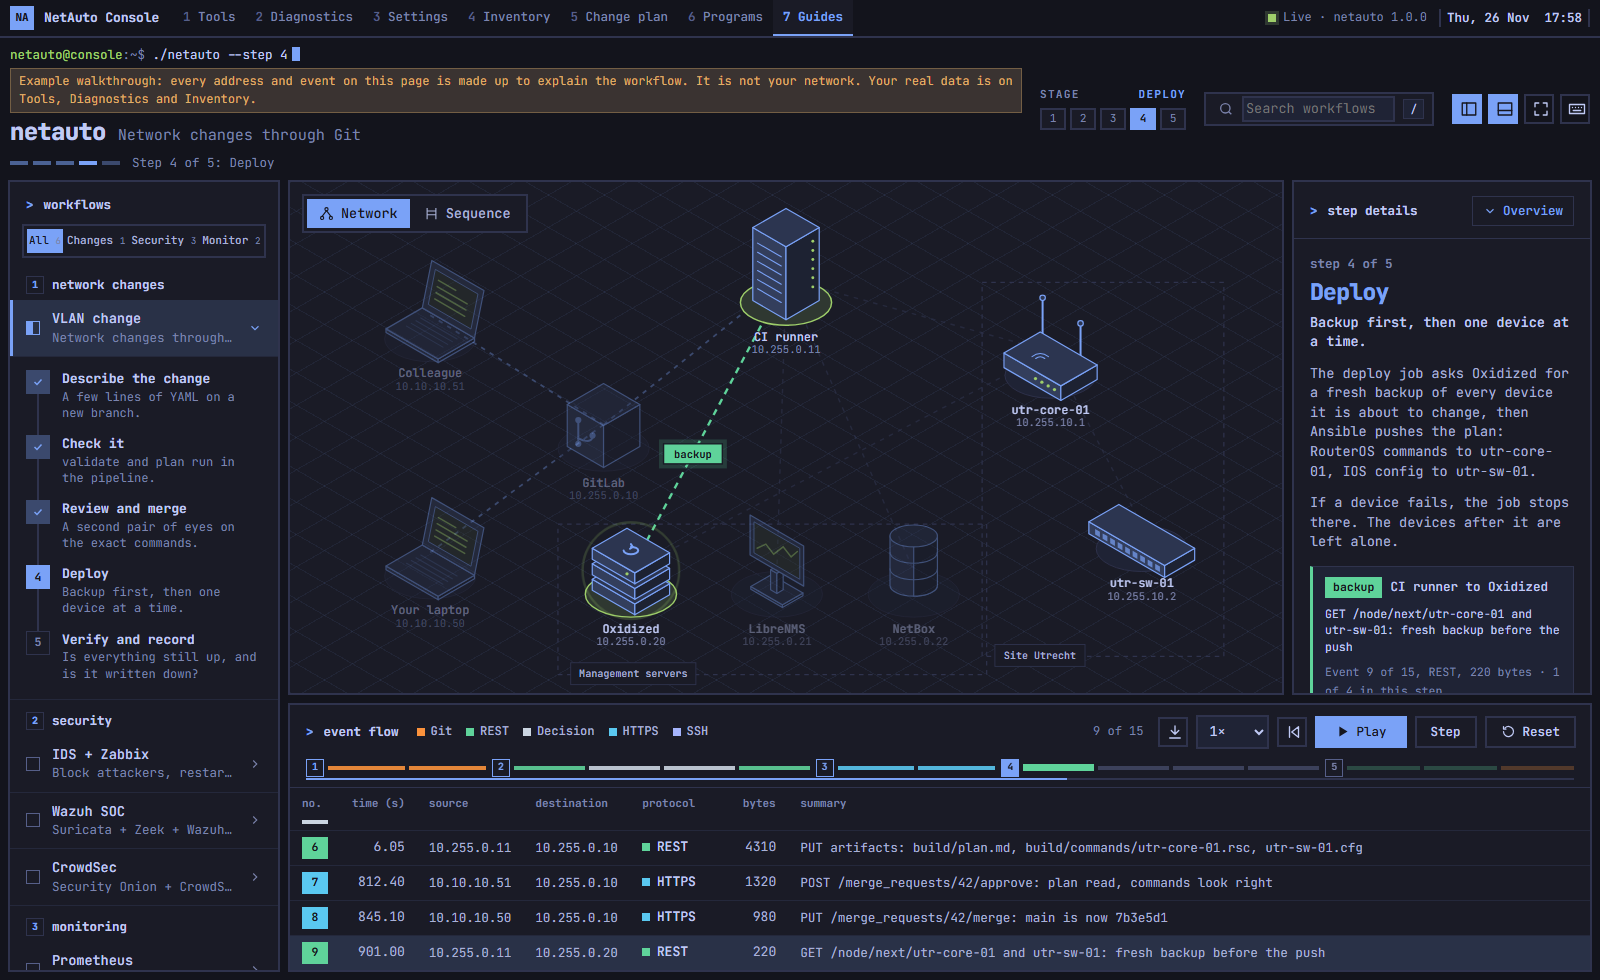 NA NetAuto Console 1 Tools 2 Diagnostics 3 Settings 4 Inventory 5 Change plan 6 Programs 7 Guides Live · netauto 1.0.0 Thu, 26 Nov 17:58
netauto@console:~$ ./netauto --step 4
Example walkthrough: every address and event on this page is made up to explain the workflow. It is not your network. Your real data is on
Tools, Diagnostics and Inventory.
STAGE DEPLOY
1 2 3 4 5
Search workflows /
netauto Network changes through Git
Step 4 of 5: Deploy
> workflows
All Changes 1 Security 3 Monitor 2
1 network changes
VLAN change
Network changes through…
Describe the change
A few lines of YAML on a
new branch.
Check it
validate and plan run in
the pipeline.
Review and merge
A second pair of eyes on
the exact commands.
4 Deploy
Backup first, then one
device at a time.
5 Verify and record
Is everything still up, and
is it written down?
2 security
IDS + Zabbix
Block attackers, restar…
Wazuh SOC
Suricata + Zeek + Wazuh…
CrowdSec
Security Onion + CrowdS…
3 monitoring
Prometheus
Network Sequence
CI runner
10.255.0.11
Colleague
10.10.10.51
utr-core-01
10.255.10.1
backup
GitLab
10.255.0.10
utr-sw-01
10.255.10.2
Your laptop
10.10.10.50
Oxidized
10.255.0.20
LibreNMS
10.255.0.21
NetBox
10.255.0.22
Site Utrecht
Management servers
> step details Overview
step 4 of 5
Deploy
Backup first, then one device at
a time.
The deploy job asks Oxidized for
a fresh backup of every device
it is about to change, then
Ansible pushes the plan:
RouterOS commands to utr-core-
01, IOS config to utr-sw-01.
If a device fails, the job stops
there. The devices after it are
left alone.
backup CI runner to Oxidized
GET /node/next/utr-core-01 and
utr-sw-01: fresh backup before the
push
Event 9 of 15, REST, 220 bytes · 1
of 4 in this step
> event flow Git REST Decision HTTPS SSH 9 of 15 1× Play Step Reset
1 2 3 4 5
no. time (s) source destination protocol bytes summary
6 6.05 10.255.0.11 10.255.0.10 REST 4310 PUT artifacts: build/plan.md, build/commands/utr-core-01.rsc, utr-sw-01.cfg
7 812.40 10.10.10.51 10.255.0.10 HTTPS 1320 POST /merge_requests/42/approve: plan read, commands look right
8 845.10 10.10.10.50 10.255.0.10 HTTPS 980 PUT /merge_requests/42/merge: main is now 7b3e5d1
9 901.00 10.255.0.11 10.255.0.20 REST 220 GET /node/next/utr-core-01 and utr-sw-01: fresh backup before the push